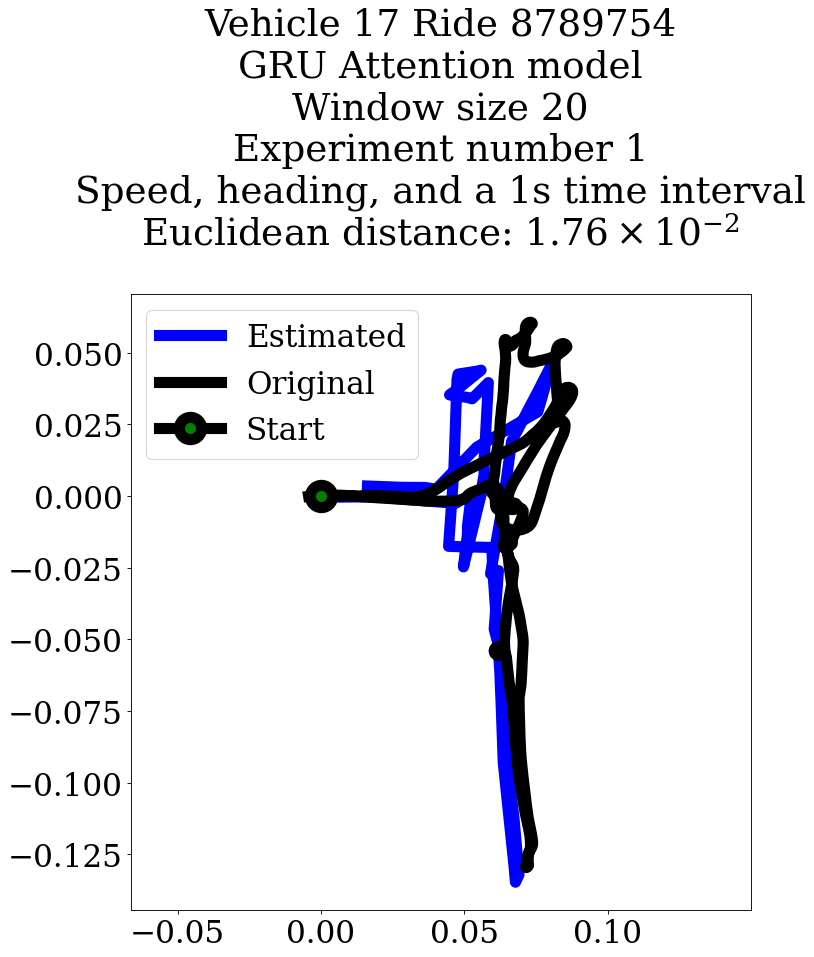 Vehicle 17 Ride 8789754
GRU Attention model
Window size 20
Experiment number 1
Speed, heading, and a 1s time interval
Euclidean distance: 1.76 × 10⁻²
Estimated
Original
Start
0.050
0.025
0.000
−0.025
−0.050
−0.075
−0.100
−0.125
−0.05 0.00 0.05 0.10